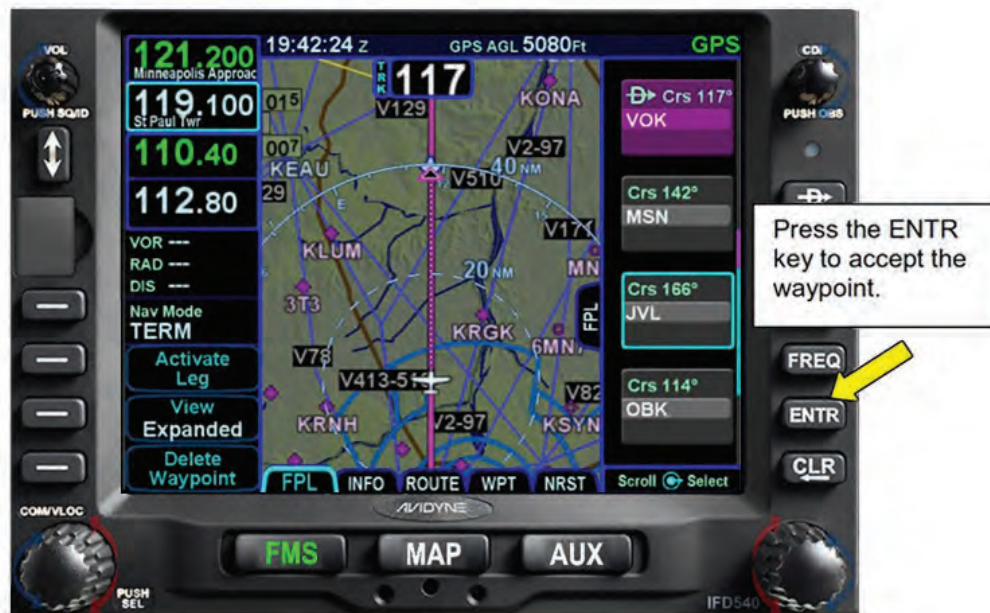 VOL
PUSH SQ/ID
121.200
Minneapolis Approac
119.100
St Paul Twr
110.40
112.80
VOR ---
RAD ---
DIS ---
Nav Mode
TERM
Activate
Leg
View
Expanded
Delete
Waypoint
19:42:24 Z
GPS AGL 5080Ft
GPS
TRK
117
015
V129
KONA
007
V2-97
KEAU
40 NM
V510
29
E
12
15
V171
KLUM
MN
20 NM
6
3T3
FPL
KRGK
6MN7
V78
V413-510
V82
KRNH
V2-97
KSYN
FPL
INFO
ROUTE
WPT
NRST
Crs 117°
VOK
Crs 142°
MSN
Crs 166°
JVL
Crs 114°
OBK
Scroll Select
CDI
PUSH OBS
D
Press the ENTR
key to accept the
waypoint.
FREQ
ENTR
CLR
AVIDYNE
COM/VLOC
PUSH
SEL
FMS
MAP
AUX
IFD540